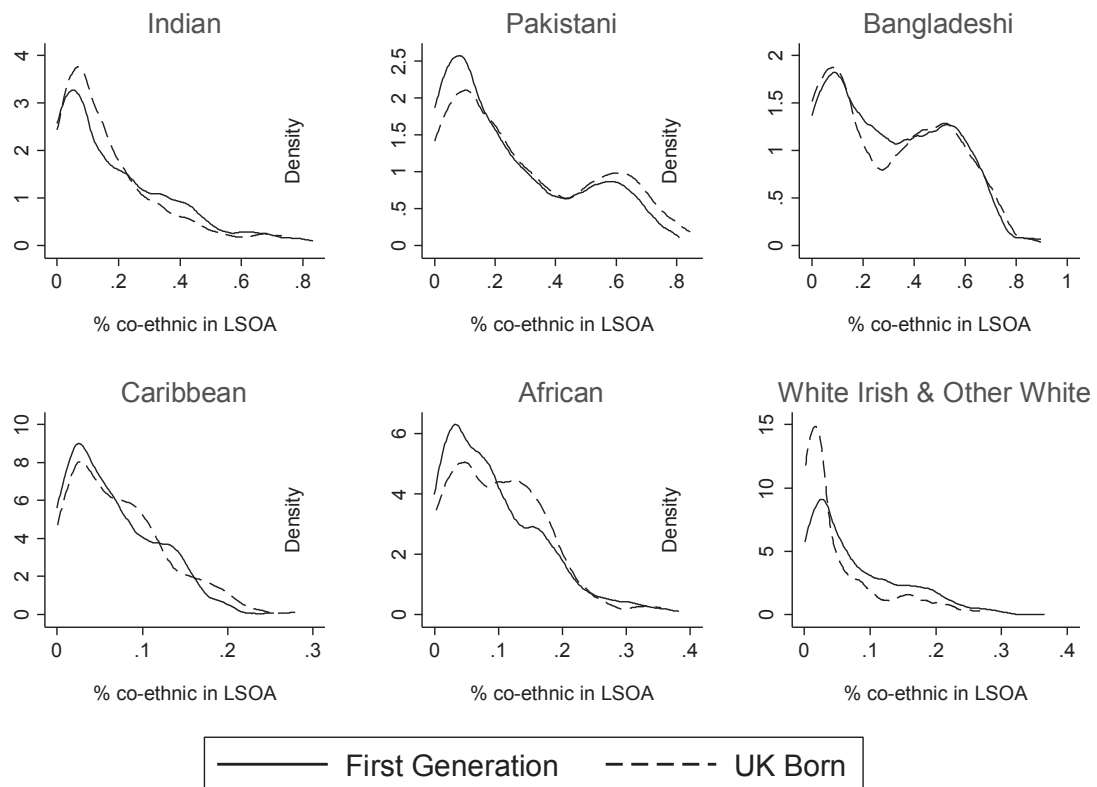 Indian
Pakistani
Bangladeshi
0 1 2 3 4
0 .2 .4 .6 .8
% co-ethnic in LSOA
Density
0 .5 1 1.5 2 2.5
0 .2 .4 .6 .8
% co-ethnic in LSOA
Density
0 .5 1 1.5 2
0 .2 .4 .6 .8 1
% co-ethnic in LSOA
Caribbean
African
White Irish & Other White
0 2 4 6 8 10
0 .1 .2 .3
% co-ethnic in LSOA
Density
0 2 4 6
0 .1 .2 .3 .4
% co-ethnic in LSOA
Density
0 5 10 15
0 .1 .2 .3 .4
% co-ethnic in LSOA
First Generation
UK Born